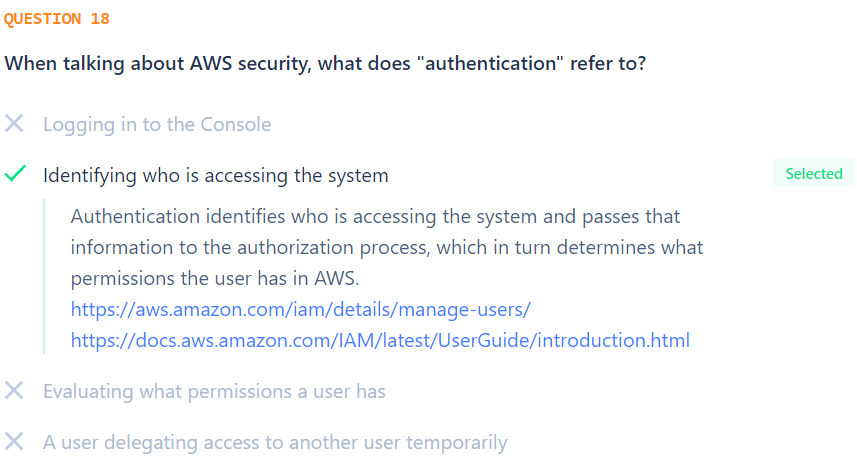 QUESTION 18
When talking about AWS security, what does "authentication" refer to?
Logging in to the Console
Identifying who is accessing the system
Selected
Authentication identifies who is accessing the system and passes that
information to the authorization process, which in turn determines what
permissions the user has in AWS.
https://aws.amazon.com/iam/details/manage-users/
https://docs.aws.amazon.com/IAM/latest/UserGuide/introduction.html
Evaluating what permissions a user has
A user delegating access to another user temporarily